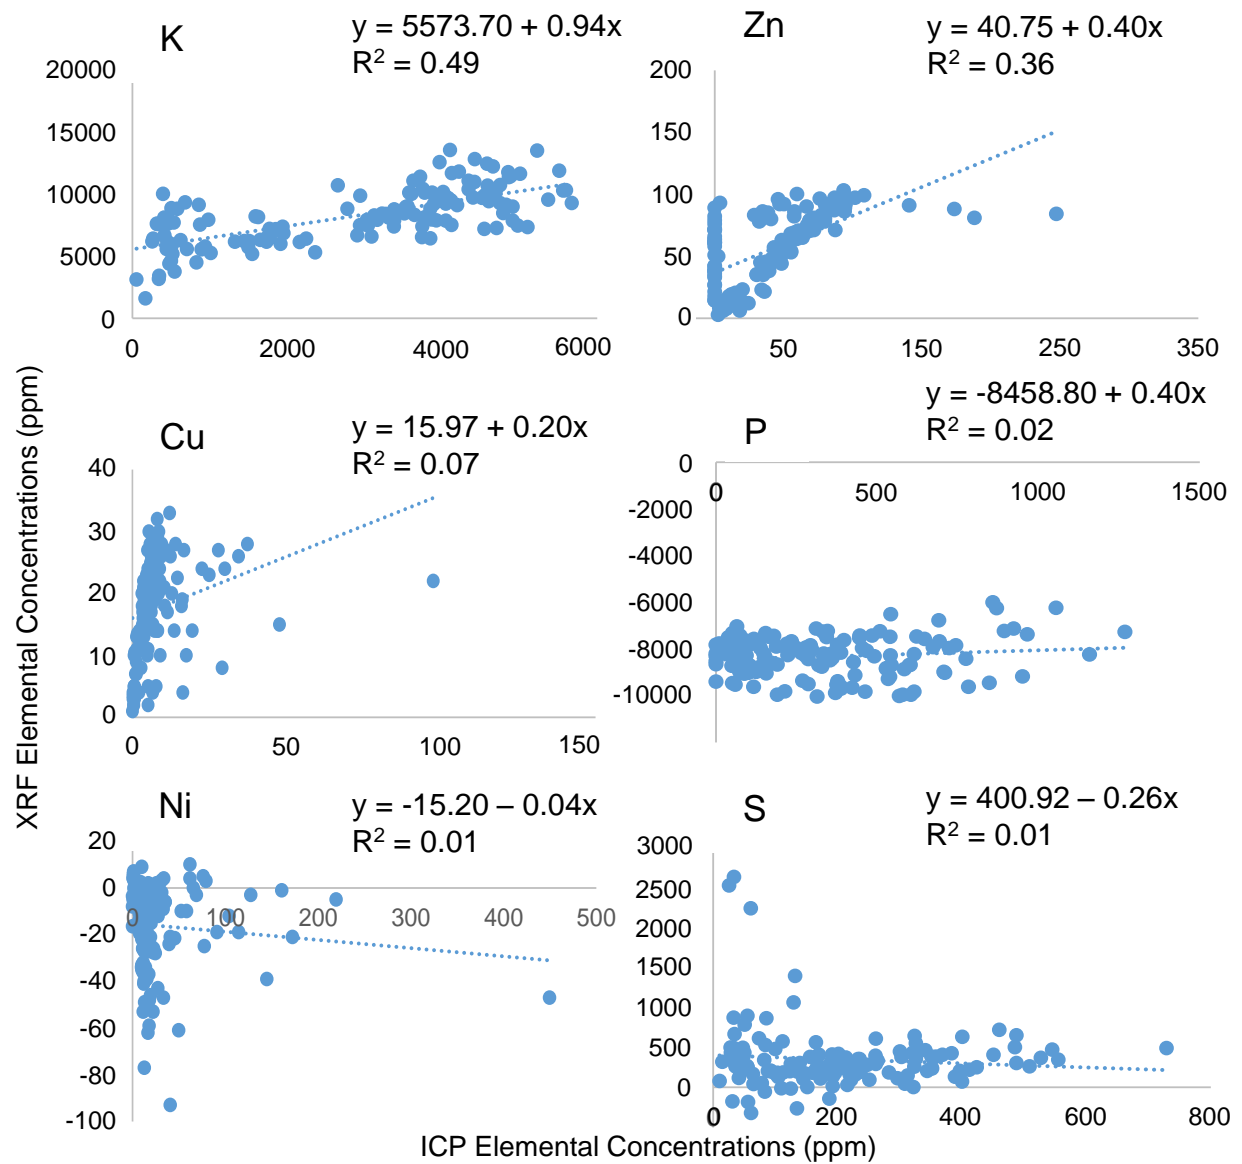 K
y = 5573.70 + 0.94x
R² = 0.49
20000
15000
10000
5000
0
0 2000 4000 6000
Zn
y = 40.75 + 0.40x
R² = 0.36
200
150
100
50
0
50 150 250 350
XRF Elemental Concentrations (ppm)
Cu
y = 15.97 + 0.20x
R² = 0.07
40
30
20
10
0
0 50 100 150
P
y = -8458.80 + 0.40x
R² = 0.02
0
0 500 1000 1500
-2000
-4000
-6000
-8000
-10000
Ni
y = -15.20 – 0.04x
R² = 0.01
20
0
0 100 200 300 400 500
-20
-40
-60
-80
-100
S
y = 400.92 – 0.26x
R² = 0.01
3000
2500
2000
1500
1000
500
0
0 200 400 600 800
ICP Elemental Concentrations (ppm)